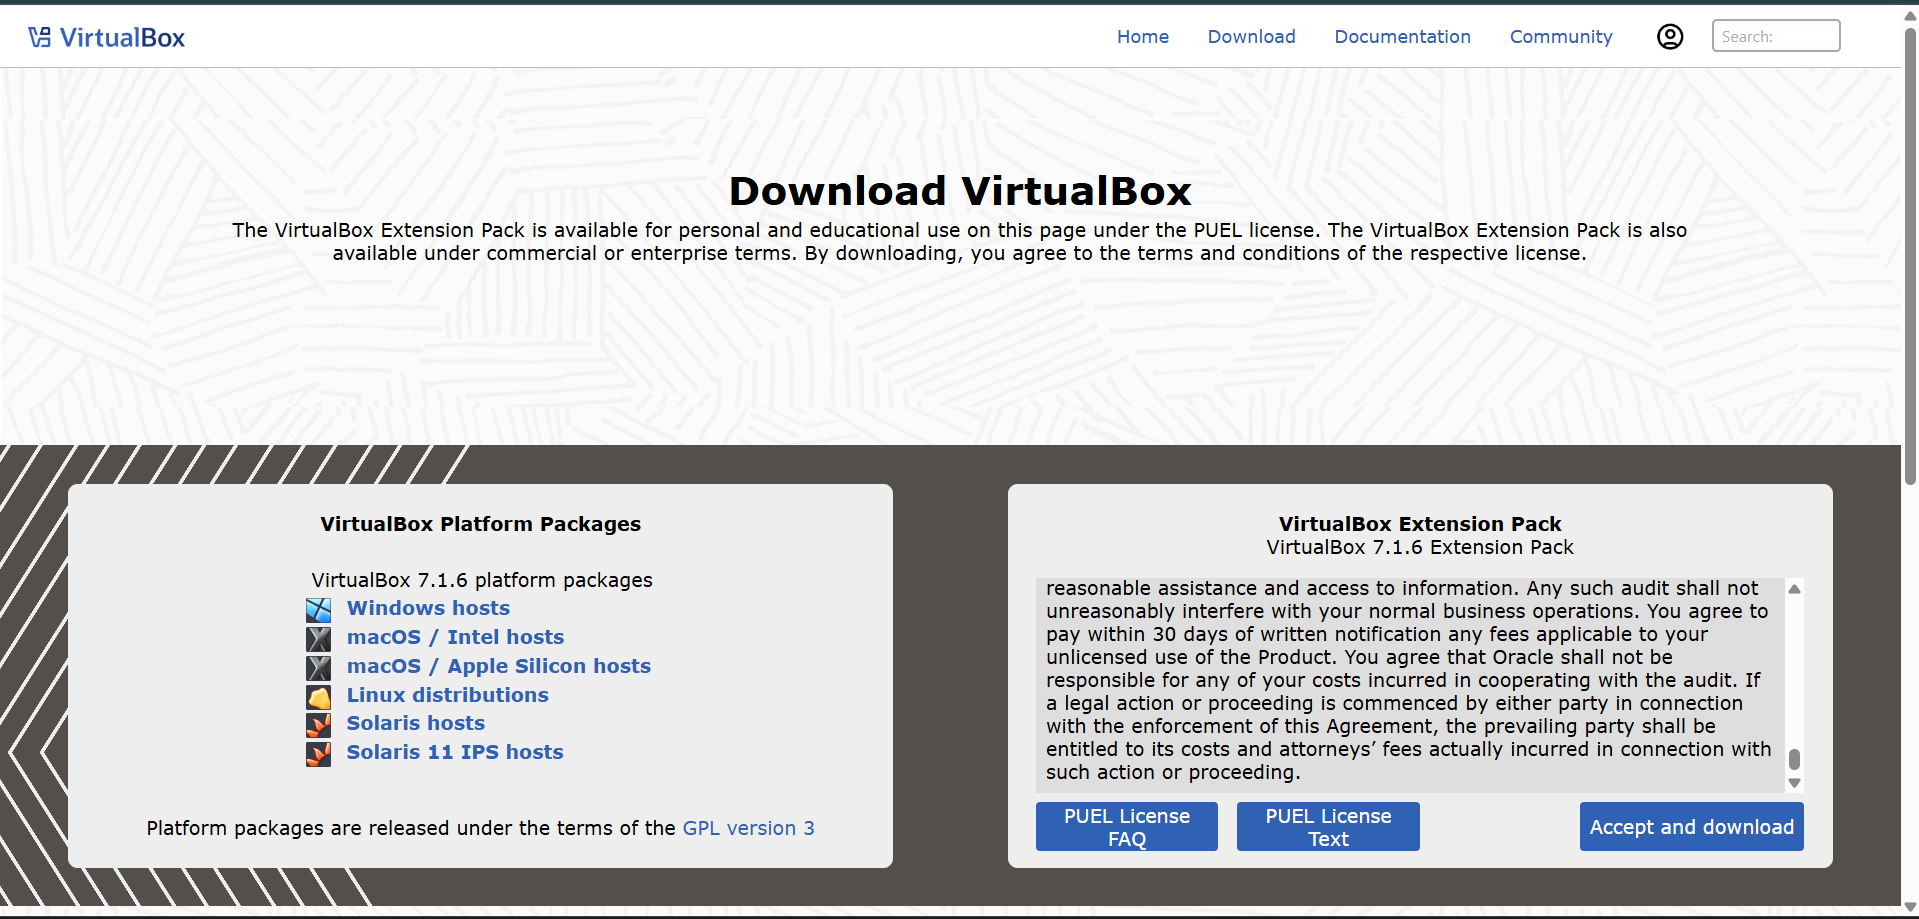 VirtualBox
Home
Download
Documentation
Community
Search:
Download VirtualBox
The VirtualBox Extension Pack is available for personal and educational use on this page under the PUEL license. The VirtualBox Extension Pack is also
available under commercial or enterprise terms. By downloading, you agree to the terms and conditions of the respective license.
VirtualBox Platform Packages
VirtualBox 7.1.6 platform packages
Windows hosts
macOS / Intel hosts
macOS / Apple Silicon hosts
Linux distributions
Solaris hosts
Solaris 11 IPS hosts
Platform packages are released under the terms of the GPL version 3
VirtualBox Extension Pack
VirtualBox 7.1.6 Extension Pack
reasonable assistance and access to information. Any such audit shall not
unreasonably interfere with your normal business operations. You agree to
pay within 30 days of written notification any fees applicable to your
unlicensed use of the Product. You agree that Oracle shall not be
responsible for any of your costs incurred in cooperating with the audit. If
a legal action or proceeding is commenced by either party in connection
with the enforcement of this Agreement, the prevailing party shall be
entitled to its costs and attorneys’ fees actually incurred in connection with
such action or proceeding.
PUEL License
FAQ
PUEL License
Text
Accept and download